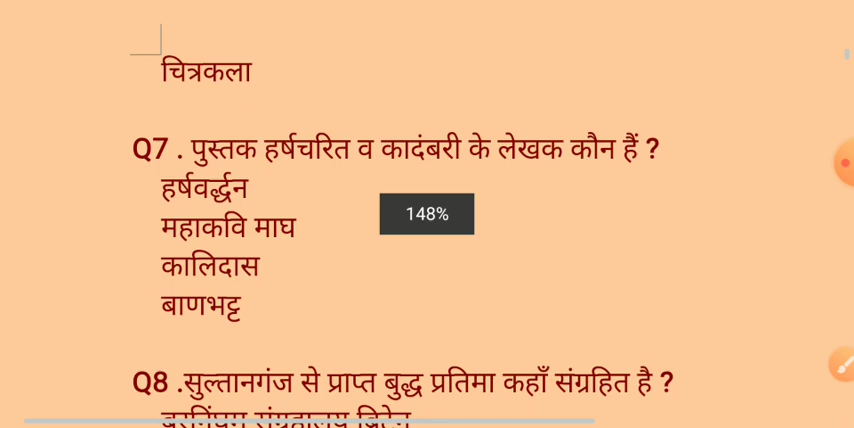 चित्रकला
Q7 . पुस्तक हर्षचरित व कादंबरी के लेखक कौन हैं ?
हर्षवर्द्धन
महाकवि माघ
148%
कालिदास
बाणभट्ट
Q8 .सुल्तानगंज से प्राप्त बुद्ध प्रतिमा कहाँ संग्रहित है ?